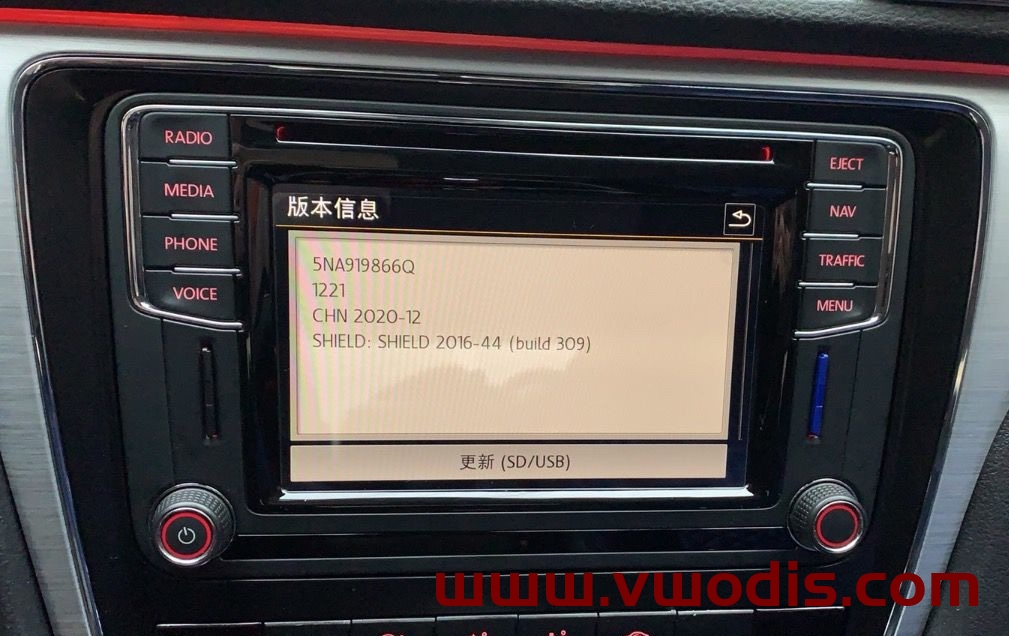 RADIO
MEDIA
PHONE
VOICE
EJECT
NAV
TRAFFIC
MENU
版本信息
5NA919866Q
1221
CHN 2020-12
SHIELD: SHIELD 2016-44 (build 309)
更新 (SD/USB)
www.vwodis.com